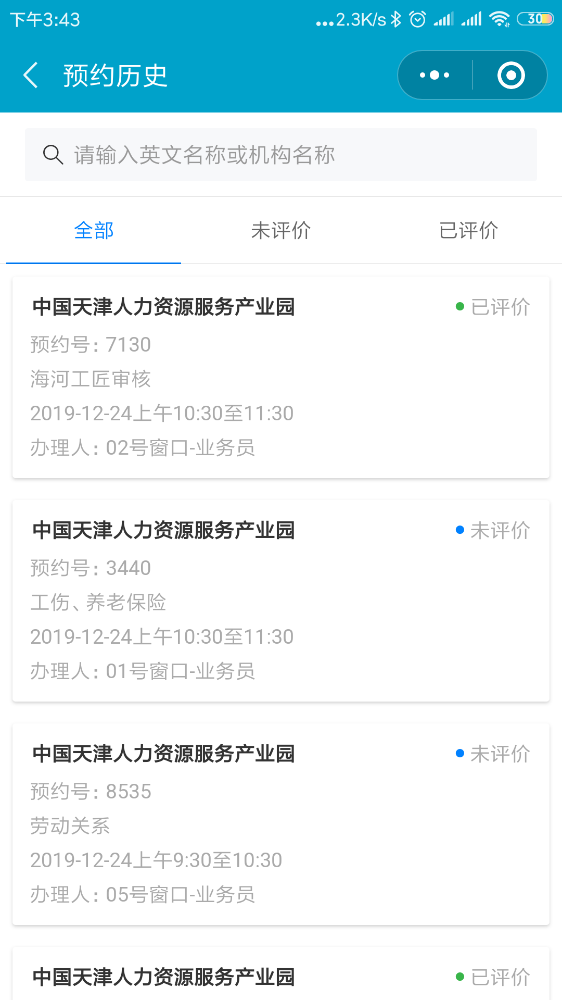 下午3:43
...2.3K/s
30
预约历史
请输入英文名称或机构名称
全部
未评价
已评价
中国天津人力资源服务产业园
已评价
预约号：7130
海河工匠审核
2019-12-24上午10:30至11:30
办理人：02号窗口-业务员
中国天津人力资源服务产业园
未评价
预约号：3440
工伤、养老保险
2019-12-24上午10:30至11:30
办理人：01号窗口-业务员
中国天津人力资源服务产业园
未评价
预约号：8535
劳动关系
2019-12-24上午9:30至10:30
办理人：05号窗口-业务员
中国天津人力资源服务产业园
已评价